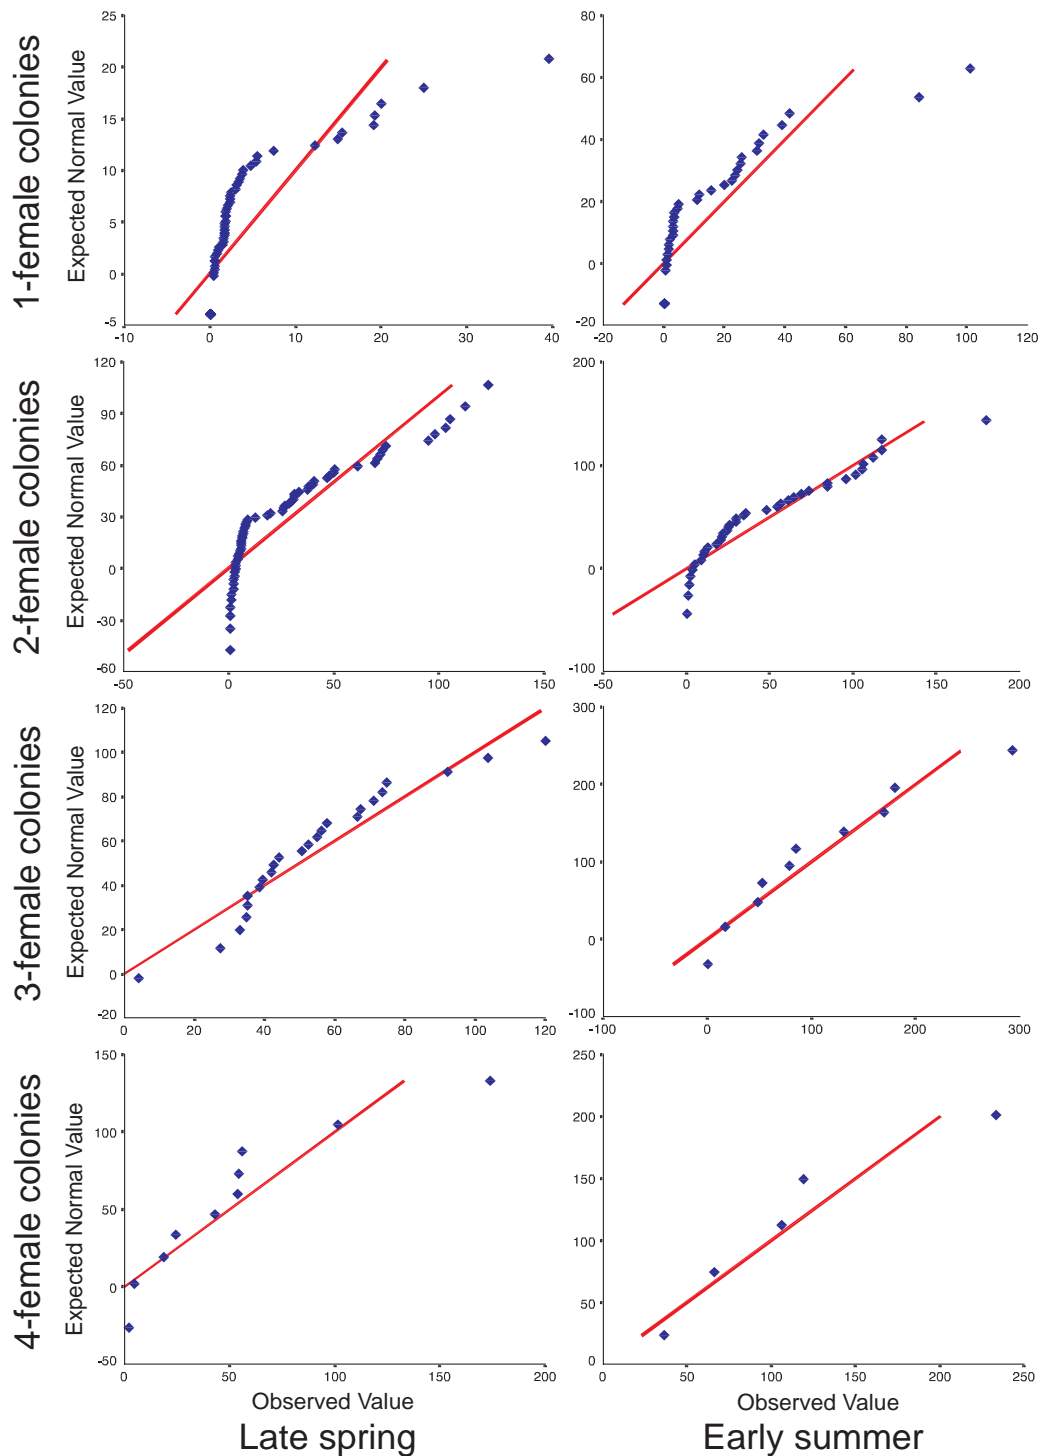 1-female colonies
Expected Normal Value
25
20
15
10
5
0
-5
-10 0 10 20 30 40
80
60
40
20
0
-20
-20 0 20 40 60 80 100 120
2-female colonies
Expected Normal Value
120
90
60
30
0
-30
-60
-50 0 50 100 150
200
100
0
-100
-50 0 50 100 150 200
3-female colonies
Expected Normal Value
120
100
80
60
40
20
0
-20
0 20 40 60 80 100 120
300
200
100
0
-100
-100 0 100 200 300
4-female colonies
Expected Normal Value
150
100
50
0
-50
0 50 100 150 200
250
200
150
100
50
0
0 50 100 150 200 250
Observed Value Observed Value
Late spring Early summer